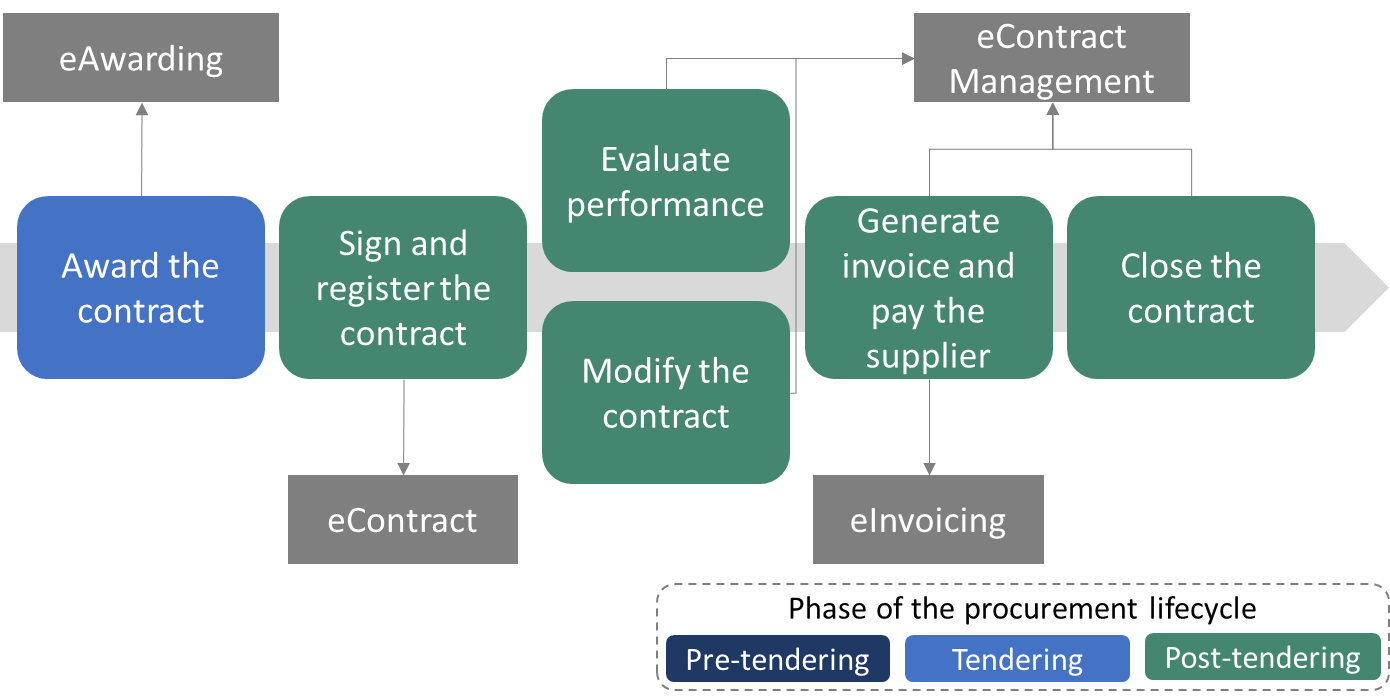 eAwarding
eContract
Management
Evaluate
performance
Award the
contract
Sign and
register the
contract
Generate
invoice and
pay the
supplier
Close the
contract
Modify the
contract
eContract
eInvoicing
Phase of the procurement lifecycle
Pre-tendering
Tendering
Post-tendering